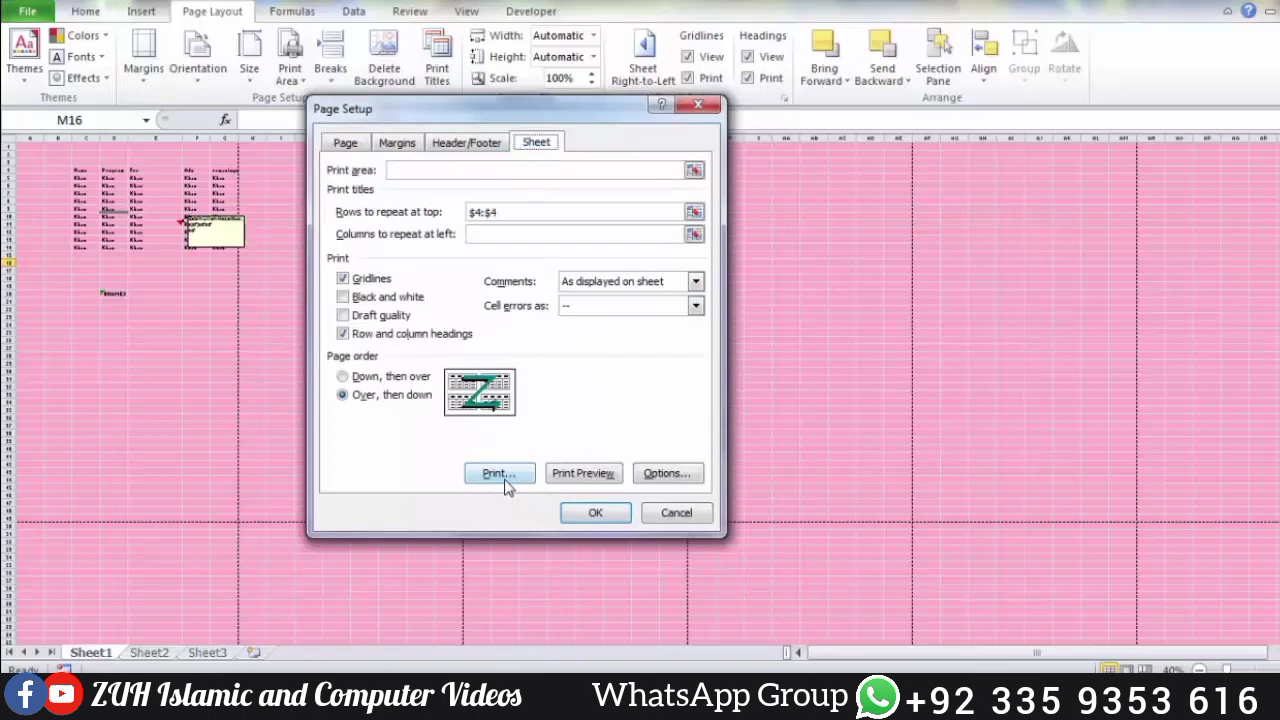 File Home Insert Page Layout Formulas Data Review View Developer
Colors Width: Automatic Gridlines Headings
Fonts Height: Automatic View View
Effects Scale: 100% Print Print
Themes Margins Orientation Size Print Area Breaks Delete Background Print Titles Sheet Right-to-Left Bring Forward Send Backward Selection Pane Align Group Rotate
Themes Page Setup Arrange
M16 fx
Page Setup
Page Margins Header/Footer Sheet
Print area:
Print titles
Rows to repeat at top: $4:$4
Columns to repeat at left:
Print
Gridlines Comments: As displayed on sheet
Black and white Cell errors as: --
Draft quality
Row and column headings
Page order
Down, then over
Over, then down
Print... Print Preview Options...
OK Cancel
Sheet1 Sheet2 Sheet3
Ready 40%
ZUH Islamic and Computer Videos WhatsApp Group +92 335 9353 616